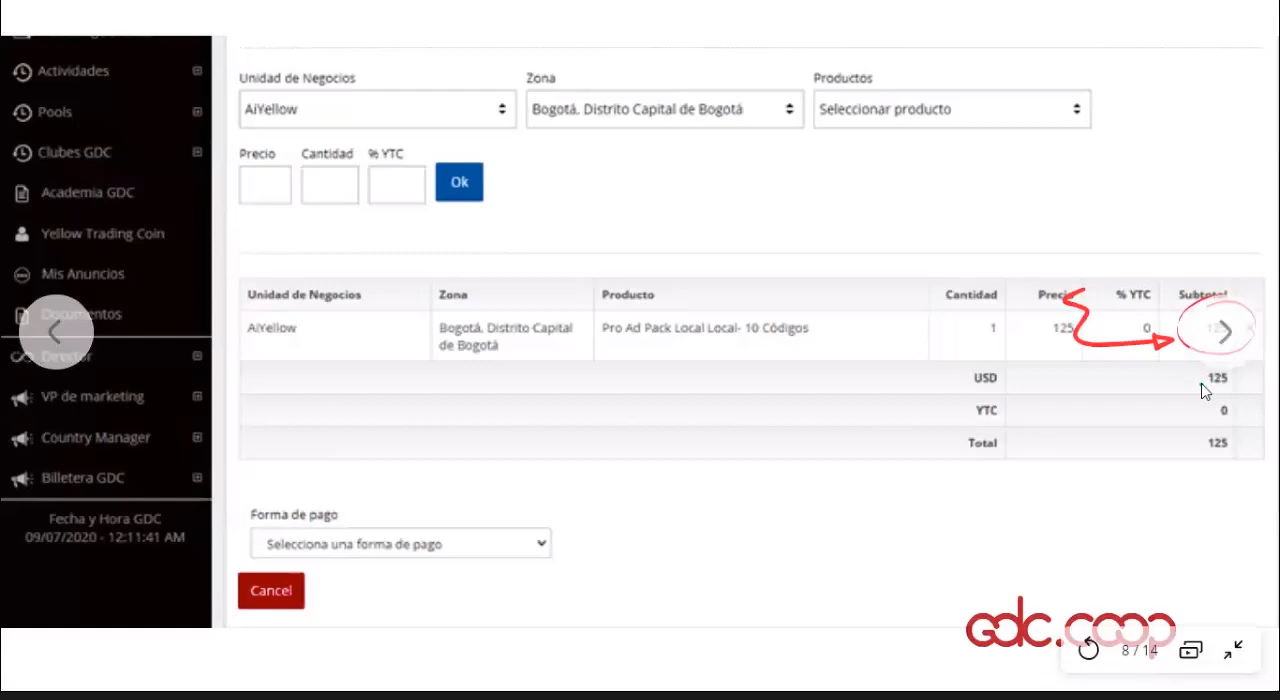 Actividades
Pools
Clubes GDC
Academia GDC
Yellow Trading Coin
Mis Anuncios
Documentos
Director
VP de marketing
Country Manager
Billetera GDC
Fecha y Hora GDC
09/07/2020 - 12:11:41 AM
Unidad de Negocios Zona Productos
AiYellow Bogotá, Distrito Capital de Bogotá Seleccionar producto
Precio Cantidad % YTC
Ok
Unidad de Negocios Zona Producto Cantidad Precio % YTC Subtotal
AiYellow Bogotá, Distrito Capital Pro Ad Pack Local Local- 10 Códigos 1 125 0
de Bogotá
USD 125
YTC 0
Total 125
Forma de pago
Selecciona una forma de pago
Cancel
gdc.coop
8 / 14